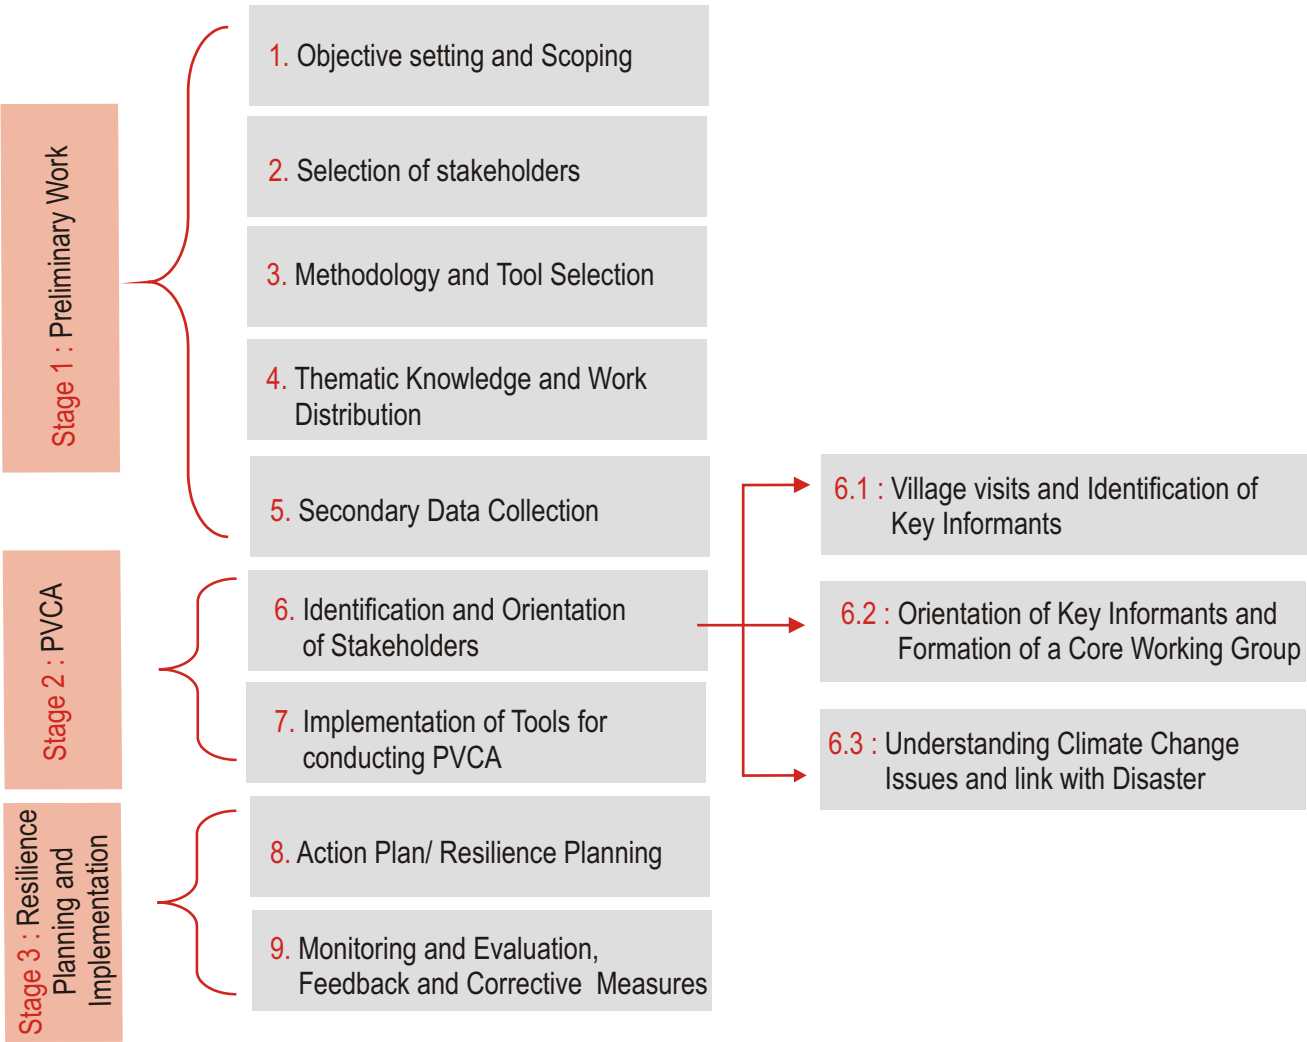 Stage 1 : Preliminary Work
1. Objective setting and Scoping
2. Selection of stakeholders
3. Methodology and Tool Selection
4. Thematic Knowledge and Work
Distribution
5. Secondary Data Collection
Stage 2 : PVCA
6. Identification and Orientation
of Stakeholders
6.1 : Village visits and Identification of
Key Informants
6.2 : Orientation of Key Informants and
Formation of a Core Working Group
6.3 : Understanding Climate Change
Issues and link with Disaster
7. Implementation of Tools for
conducting PVCA
Stage 3 : Resilience
Planning and
Implementation
8. Action Plan/ Resilience Planning
9. Monitoring and Evaluation,
Feedback and Corrective  Measures